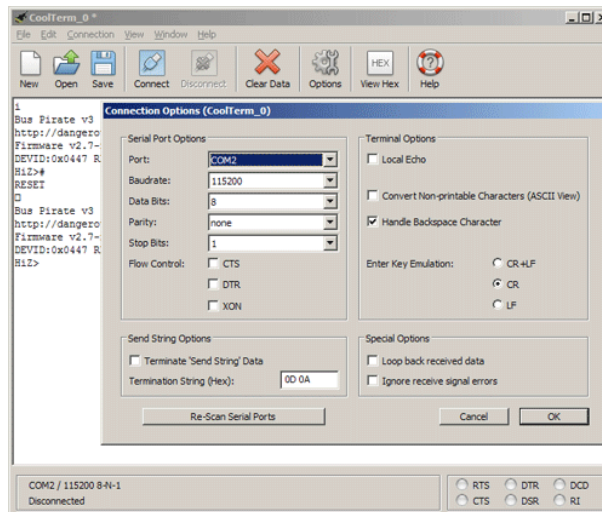 CoolTerm_0 *
File Edit Connection View Window Help
HEX
New Open Save Connect Disconnect Clear Data Options View Hex Help
i
Bus Pirate v3
http://dangero
Firmware v2.7-
DEVID:0x0447 R
HiZ>#
RESET
Bus Pirate v3
http://dangero
Firmware v2.7-
DEVID:0x0447 R
HiZ>
Connection Options (CoolTerm_0)
Serial Port Options
Port: COM2
Baudrate: 115200
Data Bits: 8
Parity: none
Stop Bits: 1
Flow Control: CTS
DTR
XON
Terminal Options
Local Echo
Convert Non-printable Characters (ASCII View)
Handle Backspace Character
Enter Key Emulation: CR+LF
CR
LF
Send String Options
Terminate 'Send String' Data
Termination String (Hex): 0D 0A
Special Options
Loop back received data
Ignore receive signal errors
Re-Scan Serial Ports Cancel OK
COM2 / 115200 8-N-1
Disconnected
RTS DTR DCD
CTS DSR RI